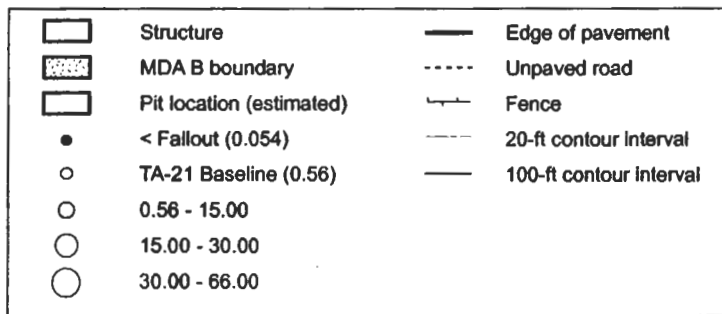 Structure
MDA B boundary
Pit location (estimated)
< Fallout (0.054)
TA-21 Baseline (0.56)
0.56 - 15.00
15.00 - 30.00
30.00 - 66.00
Edge of pavement
Unpaved road
Fence
20-ft contour interval
100-ft contour interval